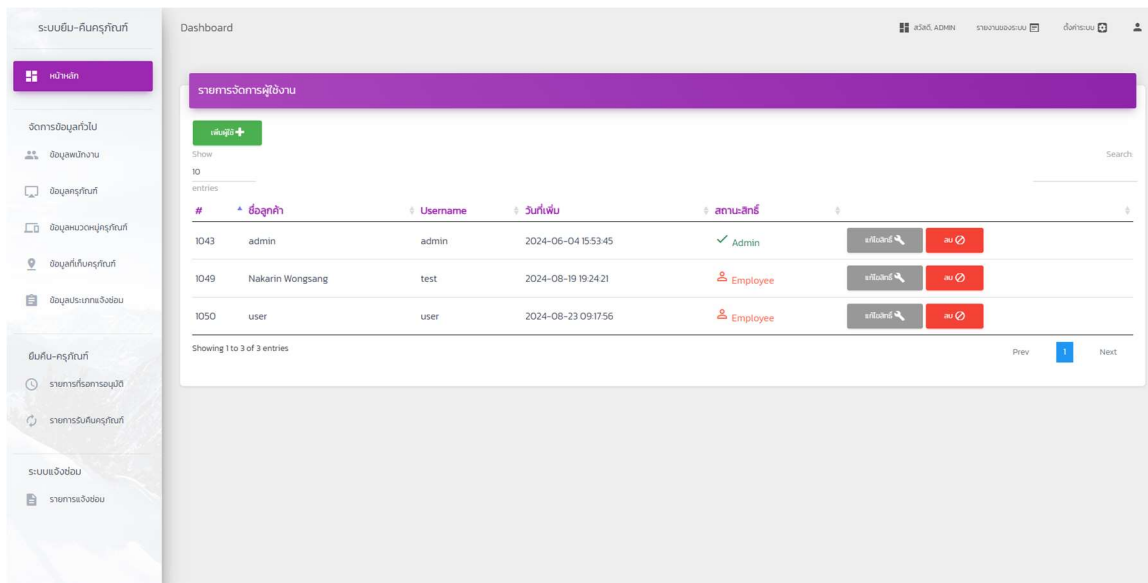 ระบบยืม-คืนครุภัณฑ์
หน้าหลัก
จัดการข้อมูลทั่วไป
ข้อมูลพนักงาน
ข้อมูลครุภัณฑ์
ข้อมูลหมวดหมู่ครุภัณฑ์
ข้อมูลที่เก็บครุภัณฑ์
ข้อมูลประเภทแจ้งซ่อม
ยืมคืน-ครุภัณฑ์
รายการที่รอการอนุมัติ
รายการรับคืนครุภัณฑ์
ระบบแจ้งซ่อม
รายการแจ้งซ่อม
Dashboard
สวัสดี, ADMIN รายงานของระบบ ตั้งค่าระบบ
รายการจัดการผู้ใช้งาน
เพิ่มผู้ใช้
Show
10
entries
Search:
# ชื่อลูกค้า Username วันที่เพิ่ม สถานะสิทธิ์
1043 admin admin 2024-06-04 15:53:45 Admin แก้ไขสิทธิ์ ลบ
1049 Nakarin Wongsang test 2024-08-19 19:24:21 Employee แก้ไขสิทธิ์ ลบ
1050 user user 2024-08-23 09:17:56 Employee แก้ไขสิทธิ์ ลบ
Showing 1 to 3 of 3 entries
Prev 1 Next